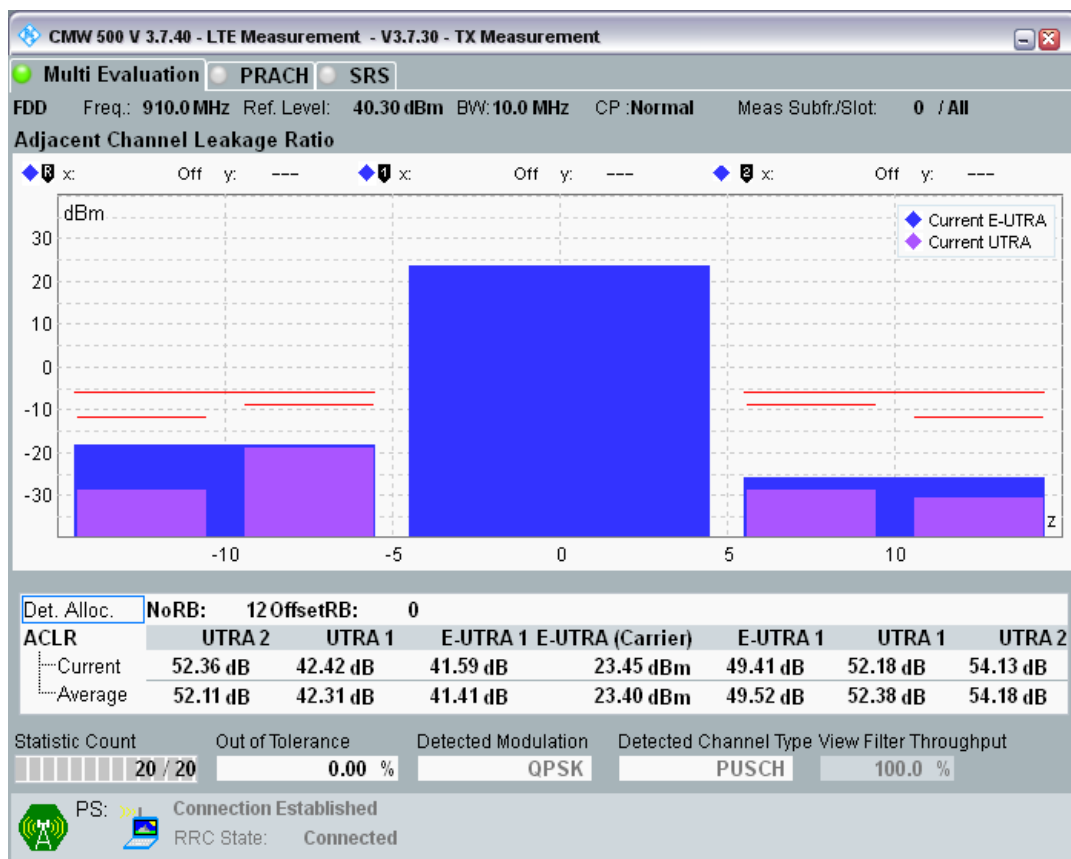 CMW 500 V 3.7.40 - LTE Measurement - V3.7.30 - TX Measurement
Multi Evaluation PRACH SRS
FDD Freq.: 910.0 MHz Ref. Level: 40.30 dBm BW: 10.0 MHz CP :Normal Meas Subfr./Slot: 0 / All
Adjacent Channel Leakage Ratio
R x: Off y: --- 1 x: Off y: --- 2 x: Off y: ---
dBm
Current E-UTRA
Current UTRA
30
20
10
0
-10
-20
-30
z
-10 -5 0 5 10
Det. Alloc. NoRB: 12 OffsetRB: 0
ACLR UTRA 2 UTRA 1 E-UTRA 1 E-UTRA (Carrier) E-UTRA 1 UTRA 1 UTRA 2
Current 52.36 dB 42.42 dB 41.59 dB 23.45 dBm 49.41 dB 52.18 dB 54.13 dB
Average 52.11 dB 42.31 dB 41.41 dB 23.40 dBm 49.52 dB 52.38 dB 54.18 dB
Statistic Count Out of Tolerance Detected Modulation Detected Channel Type View Filter Throughput
20 / 20 0.00 % QPSK PUSCH 100.0 %
PS: Connection Established
RRC State: Connected